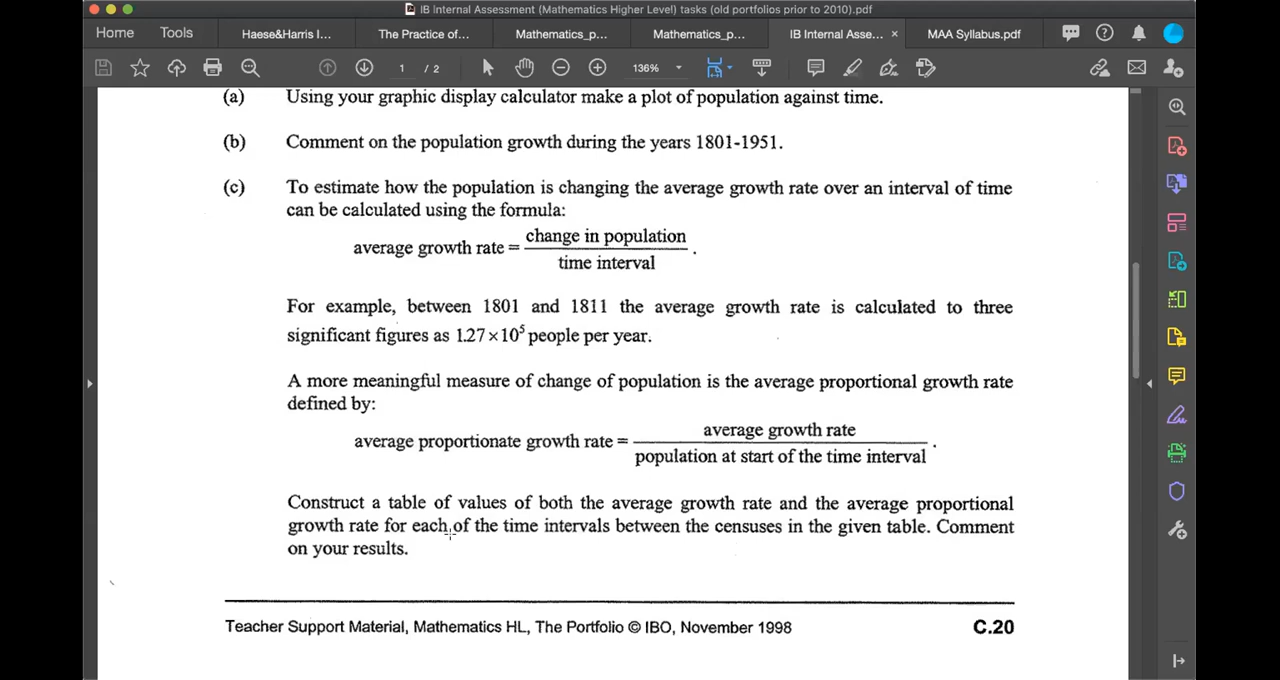 IB Internal Assessment (Mathematics Higher Level) tasks (old portfolios prior to 2010).pdf
Home Tools Haese&Harris I... The Practice of... Mathematics_p... Mathematics_p... IB Internal Asse... × MAA Syllabus.pdf
1 / 2 136%
(a) Using your graphic display calculator make a plot of population against time.
(b) Comment on the population growth during the years 1801-1951.
(c) To estimate how the population is changing the average growth rate over an interval of time
can be calculated using the formula:
average growth rate = change in population / time interval .
For example, between 1801 and 1811 the average growth rate is calculated to three
significant figures as 1.27 × 10⁵ people per year.
A more meaningful measure of change of population is the average proportional growth rate
defined by:
average proportionate growth rate = average growth rate / population at start of the time interval .
Construct a table of values of both the average growth rate and the average proportional
growth rate for each of the time intervals between the censuses in the given table. Comment
on your results.
Teacher Support Material, Mathematics HL, The Portfolio © IBO, November 1998 C.20